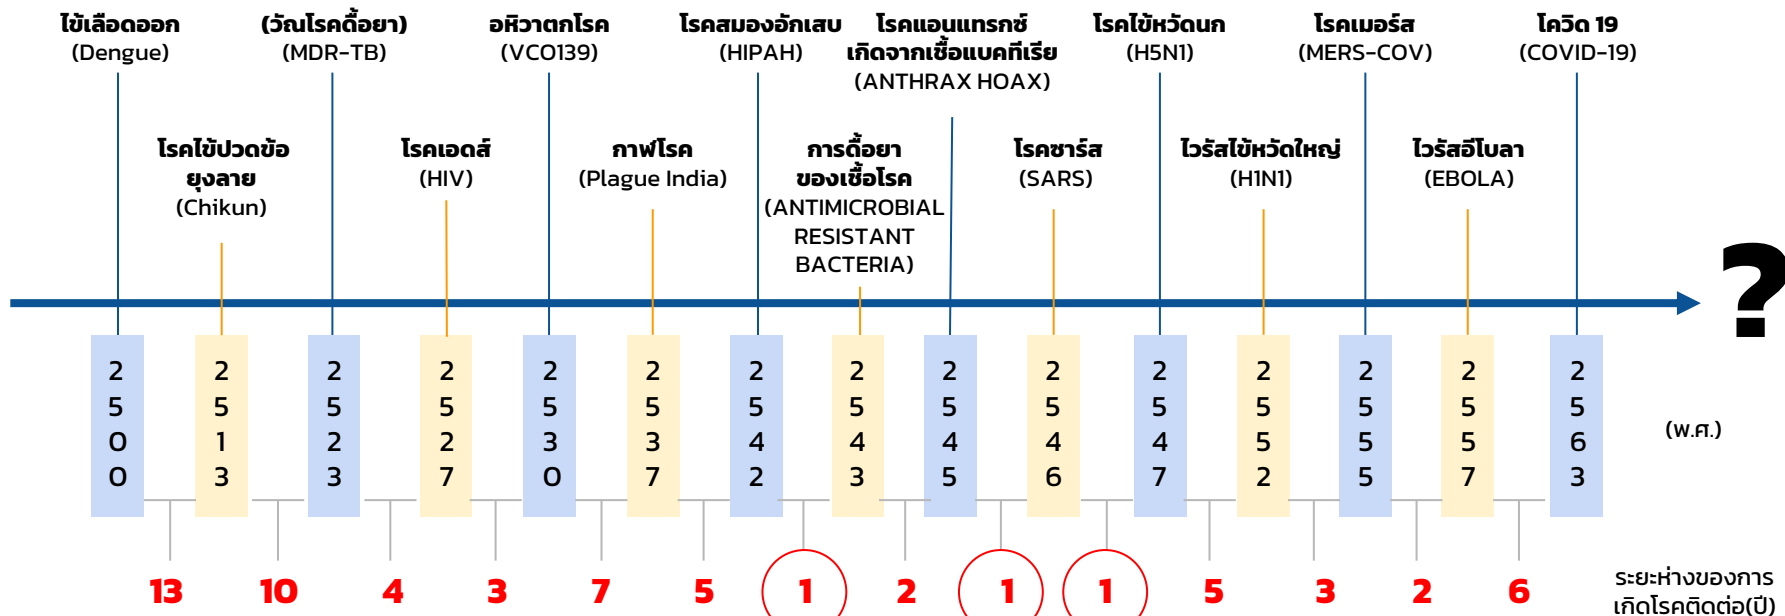 ไข้เลือดออก
(Dengue)
(วัณโรคดื้อยา)
(MDR-TB)
อหิวาตกโรค
(VCO139)
โรคสมองอักเสบ
(HIPAH)
โรคแอนแทรกซ์
เกิดจากเชื้อแบคทีเรีย
(ANTHRAX HOAX)
โรคไข้หวัดนก
(H5N1)
โรคเมอร์ส
(MERS-COV)
โควิด 19
(COVID-19)
โรคไข้ปวดข้อ
ยุงลาย
(Chikun)
โรคเอดส์
(HIV)
กาฬโรค
(Plague India)
การดื้อยา
ของเชื้อโรค
(ANTIMICROBIAL
RESISTANT
BACTERIA)
โรคซาร์ส
(SARS)
ไวรัสไข้หวัดใหญ่
(H1N1)
ไวรัสอีโบลา
(EBOLA)
?
2500
2513
2523
2527
2530
2537
2542
2543
2545
2546
2547
2552
2555
2557
2563
(พ.ศ.)
13 10 4 3 7 5 1 2 1 1 5 3 2 6
ระยะห่างของการ
เกิดโรคติดต่อ(ปี)